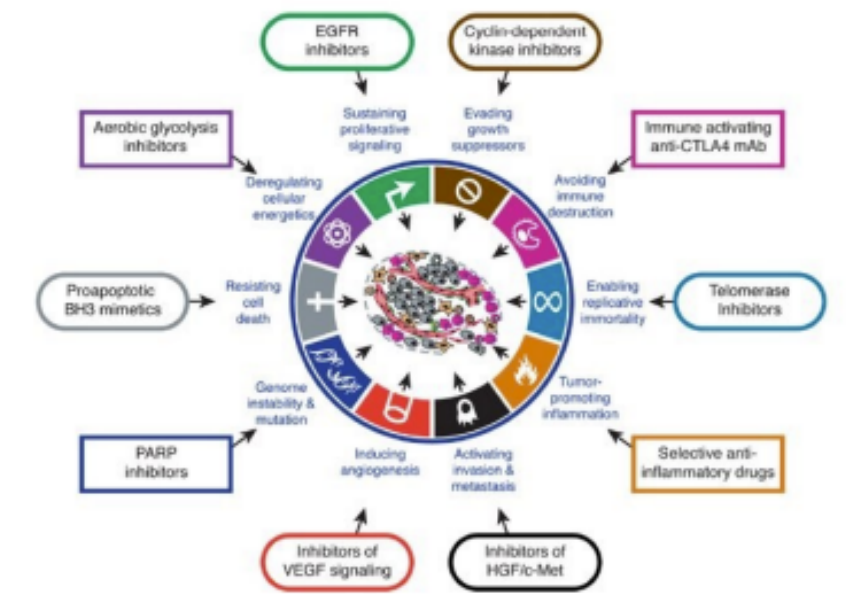 EGFR
inhibitors
Cyclin-dependent
kinase inhibitors
Aerobic glycolysis
inhibitors
Sustaining
proliferative
signaling
Evading
growth
suppressors
Immune activating
anti-CTLA4 mAb
Deregulating
cellular
energetics
Avoiding
immune
destruction
Proapoptotic
BH3 mimetics
Resisting
cell
death
Enabling
replicative
immortality
Telomerase
Inhibitors
Genome
instability &
mutation
Tumor-
promoting
inflammation
PARP
inhibitors
Inducing
angiogenesis
Activating
invasion &
metastasis
Selective anti-
inflammatory drugs
Inhibitors of
VEGF signaling
Inhibitors of
HGF/c-Met